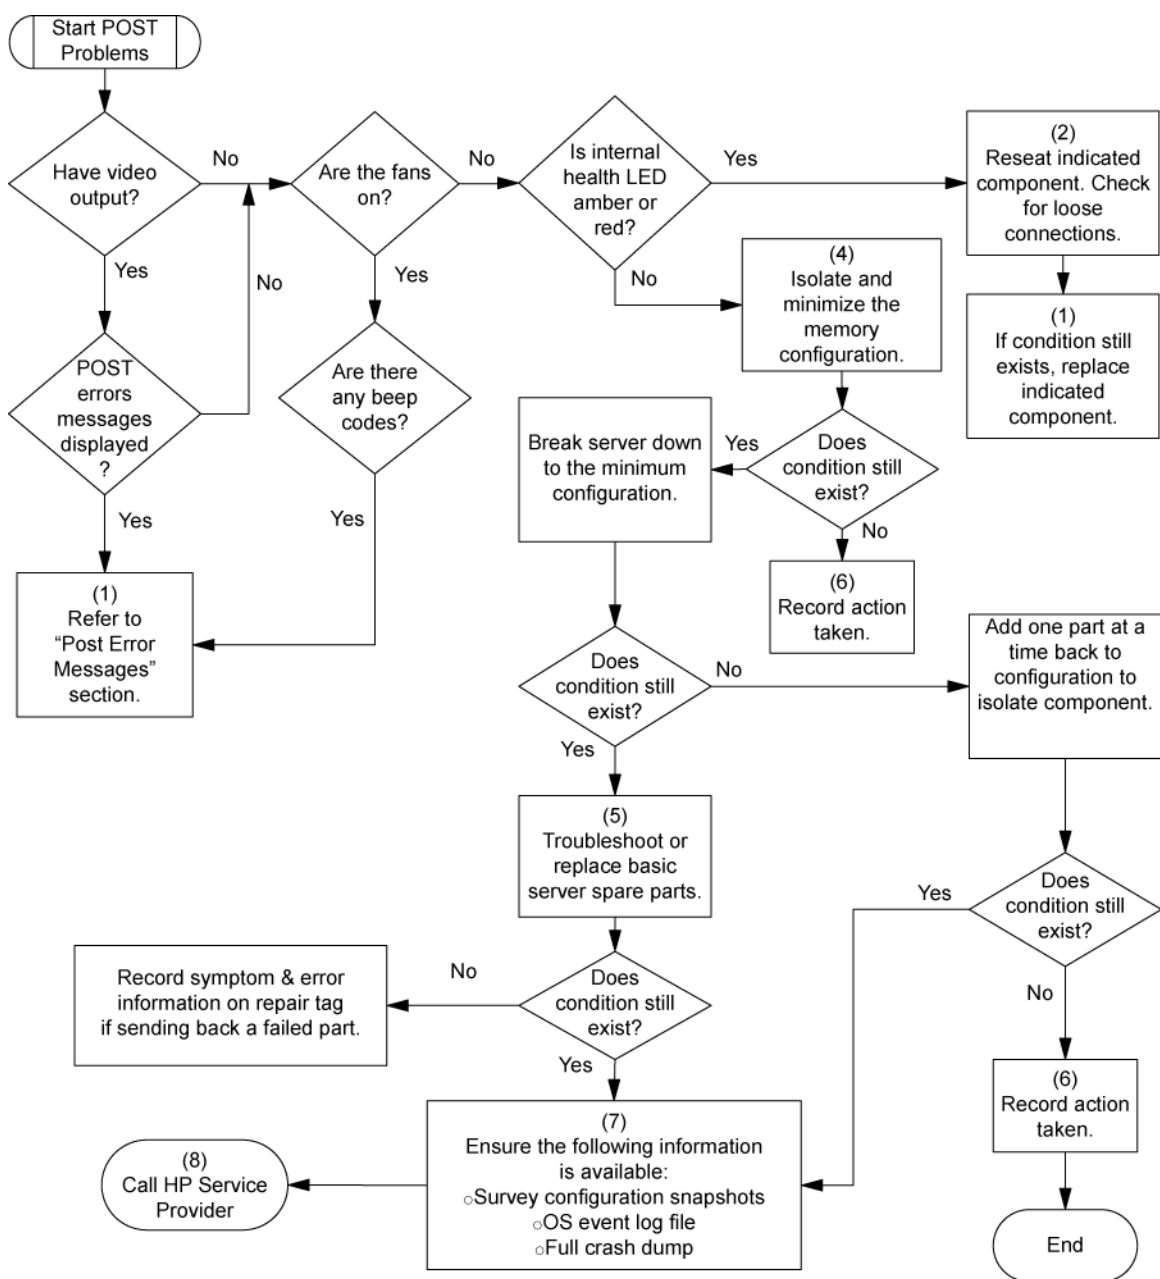 Start POST
Problems
Have video
output?
No
Are the fans
on?
No
Is internal
health LED
amber or
red?
Yes
(2)
Reseat indicated
component. Check
for loose
connections.
Yes
No
Yes
No
(4)
Isolate and
minimize the
memory
configuration.
(1)
If condition still
exists, replace
indicated
component.
POST
errors
messages
displayed
?
Are there
any beep
codes?
Break server down
to the minimum
configuration.
Yes
Does
condition still
exist?
No
Yes
Yes
(1)
Refer to
“Post Error
Messages”
section.
(6)
Record action
taken.
Does
condition still
exist?
No
Add one part at a
time back to
configuration to
isolate component.
Yes
(5)
Troubleshoot or
replace basic
server spare parts.
Yes
Does
condition still
exist?
No
Record symptom & error
information on repair tag
if sending back a failed part.
No
Does
condition still
exist?
Yes
(6)
Record action
taken.
(7)
Ensure the following information
is available:
○Survey configuration snapshots
○OS event log file
○Full crash dump
(8)
Call HP Service
Provider
End